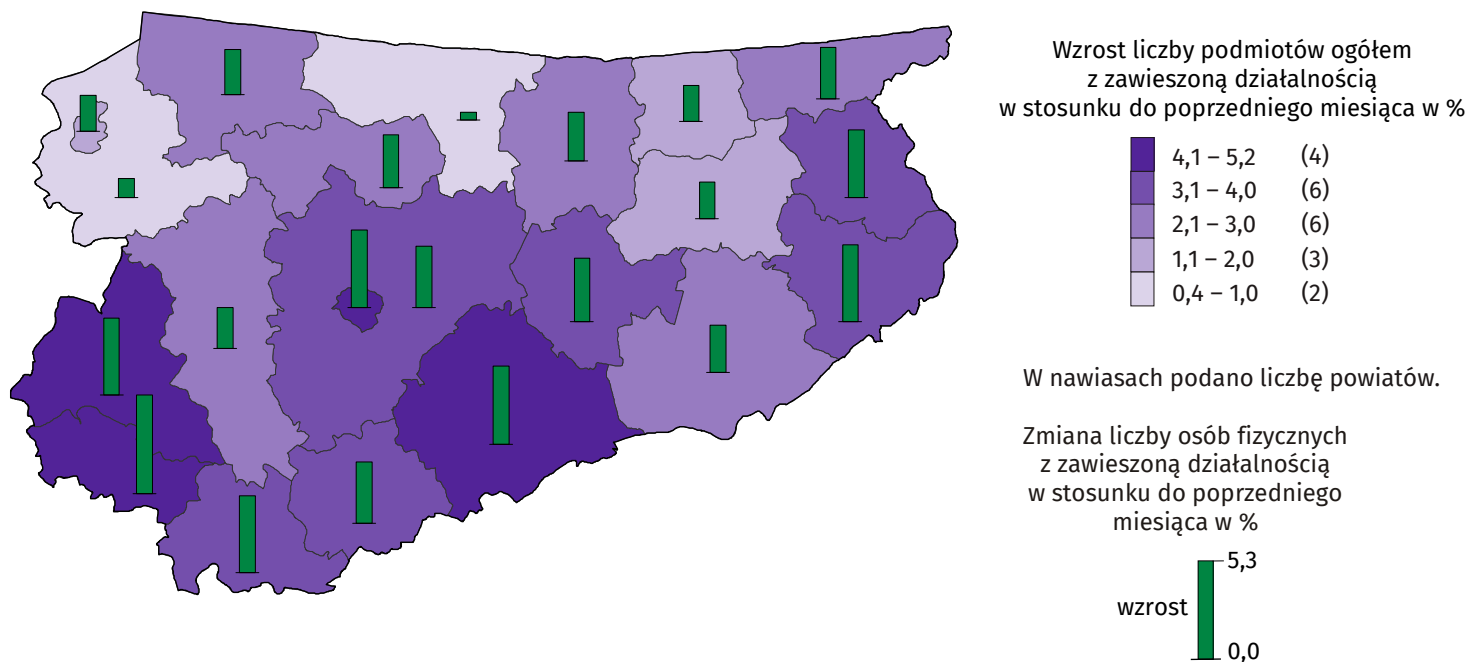 Wzrost liczby podmiotów ogółem
z zawieszoną działalnością
w stosunku do poprzedniego miesiąca w %
4,1 – 5,2 (4)
3,1 – 4,0 (6)
2,1 – 3,0 (6)
1,1 – 2,0 (3)
0,4 – 1,0 (2)
W nawiasach podano liczbę powiatów.
Zmiana liczby osób fizycznych
z zawieszoną działalnością
w stosunku do poprzedniego
miesiąca w %
5,3
wzrost
0,0